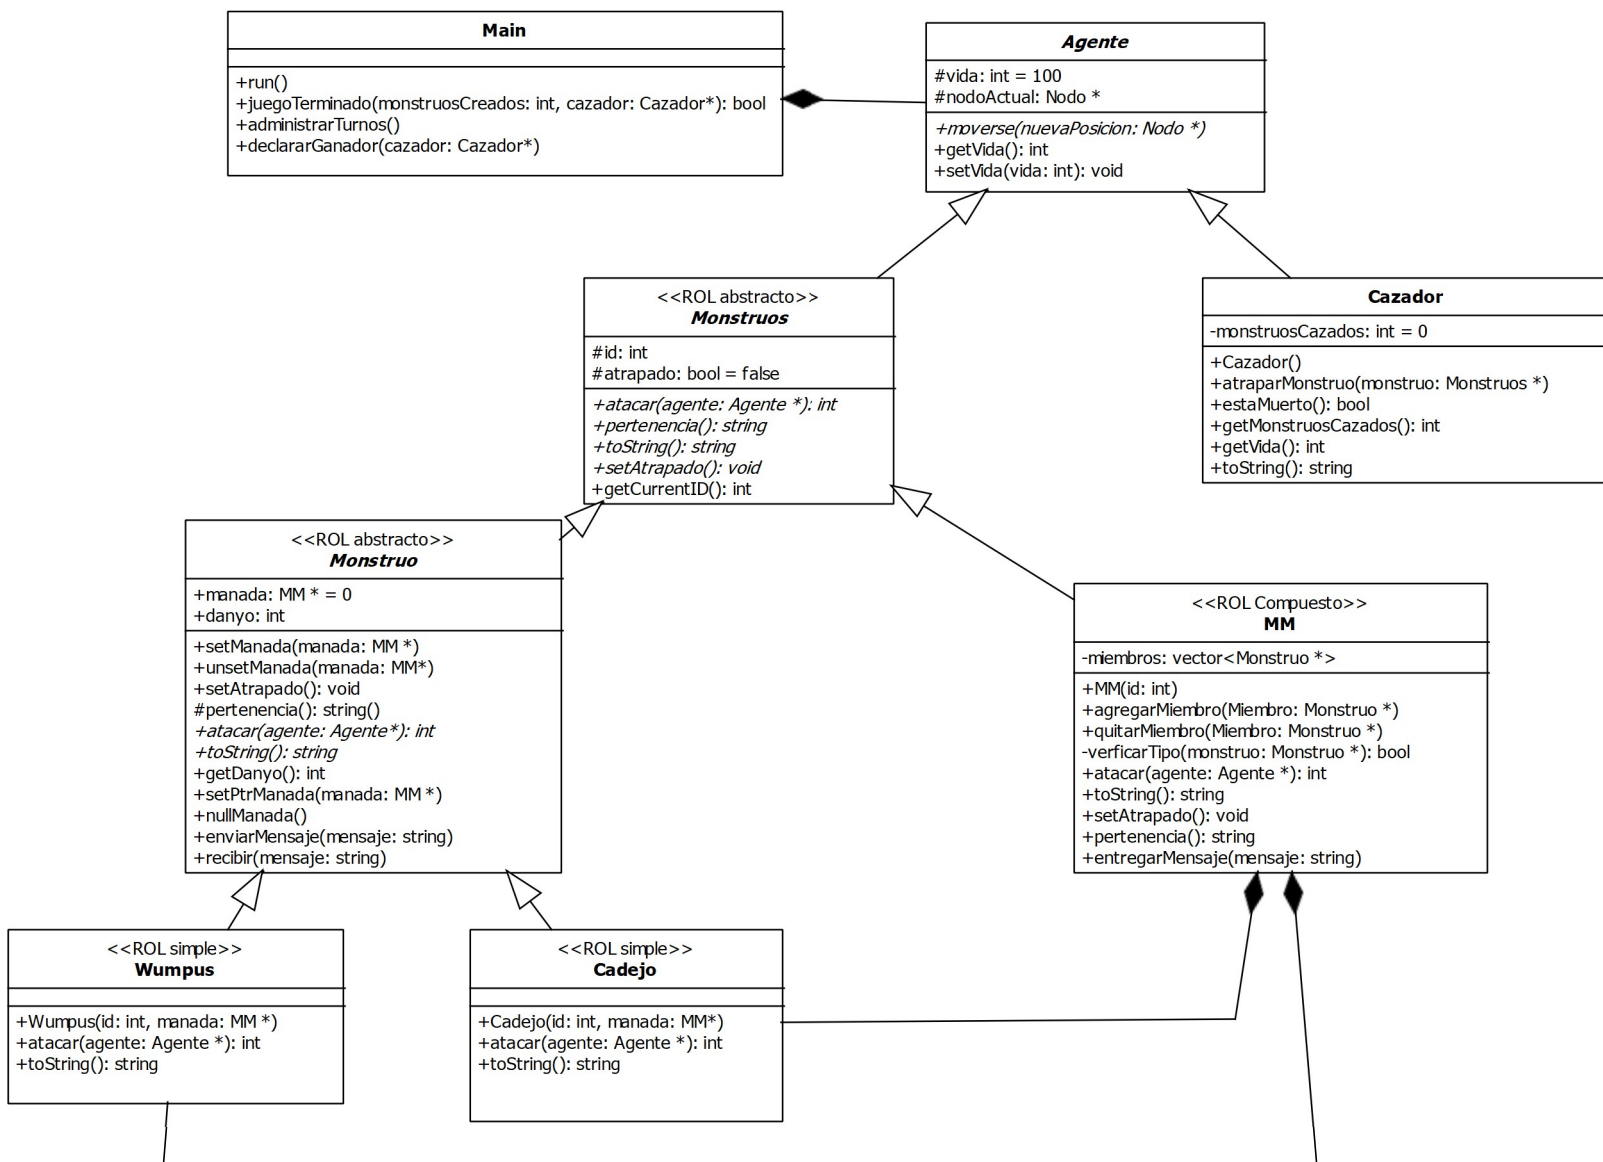 Main
+run()
+juegoTerminado(monstruosCreados: int, cazador: Cazador*): bool
+administrarTurnos()
+declararGanador(cazador: Cazador*)
Agente
#vida: int = 100
#nodoActual: Nodo *
+moverse(nuevaPosicion: Nodo *)
+getVida(): int
+setVida(vida: int): void
<<ROL abstracto>>
Monstruos
#id: int
#atrapado: bool = false
+atacar(agente: Agente *): int
+pertenencia(): string
+toString(): string
+setAtrapado(): void
+getCurrentID(): int
Cazador
-monstruosCazados: int = 0
+Cazador()
+atraparMonstruo(monstruo: Monstruos *)
+estaMuerto(): bool
+getMonstruosCazados(): int
+getVida(): int
+toString(): string
<<ROL abstracto>>
Monstruo
+manada: MM * = 0
+danyo: int
+setManada(manada: MM *)
+unsetManada(manada: MM*)
+setAtrapado(): void
#pertenencia(): string()
+atacar(agente: Agente*): int
+toString(): string
+getDanyo(): int
+setPtrManada(manada: MM *)
+nullManada()
+enviarMensaje(mensaje: string)
+recibir(mensaje: string)
<<ROL Compuesto>>
MM
-miembros: vector<Monstruo *>
+MM(id: int)
+agregarMiembro(Miembro: Monstruo *)
+quitarMiembro(Miembro: Monstruo *)
-verficarTipo(monstruo: Monstruo *): bool
+atacar(agente: Agente *): int
+toString(): string
+setAtrapado(): void
+pertenencia(): string
+entregarMensaje(mensaje: string)
<<ROL simple>>
Wumpus
+Wumpus(id: int, manada: MM *)
+atacar(agente: Agente *): int
+toString(): string
<<ROL simple>>
Cadejo
+Cadejo(id: int, manada: MM*)
+atacar(agente: Agente *): int
+toString(): string